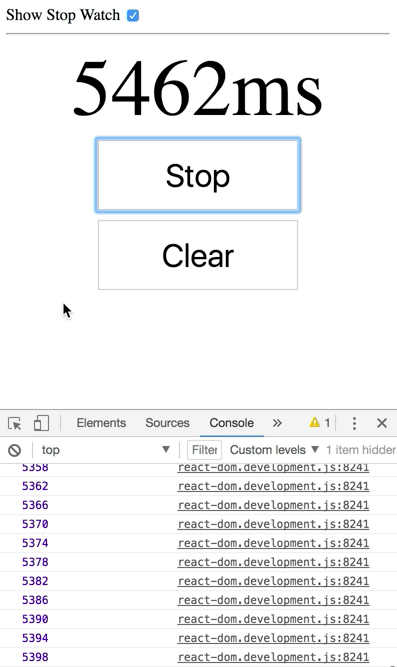 Show Stop Watch
5462ms
Stop
Clear
Elements Sources Console » 1
top Filter Custom levels 1 item hidden
5358 react-dom.development.js:8241
5362 react-dom.development.js:8241
5366 react-dom.development.js:8241
5370 react-dom.development.js:8241
5374 react-dom.development.js:8241
5378 react-dom.development.js:8241
5382 react-dom.development.js:8241
5386 react-dom.development.js:8241
5390 react-dom.development.js:8241
5394 react-dom.development.js:8241
5398 react-dom.development.js:8241